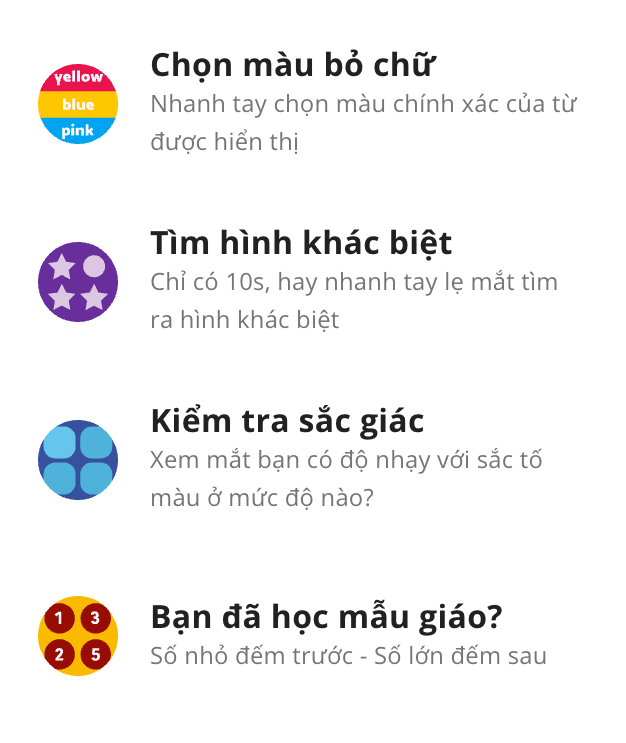 yellow
blue
pink
Chọn màu bỏ chữ
Nhanh tay chọn màu chính xác của từ
được hiển thị
Tìm hình khác biệt
Chỉ có 10s, hay nhanh tay lẹ mắt tìm
ra hình khác biệt
Kiểm tra sắc giác
Xem mắt bạn có độ nhạy với sắc tố
màu ở mức độ nào?
1 3
2 5
Bạn đã học mẫu giáo?
Số nhỏ đếm trước - Số lớn đếm sau